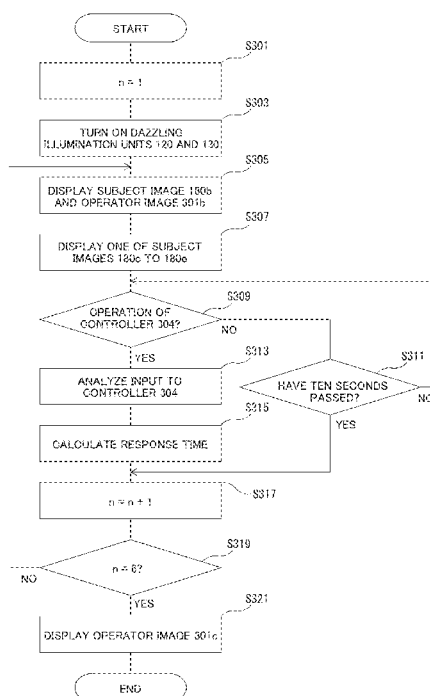 START
S301
n = 1
S303
TURN ON DAZZLING
ILLUMINATION UNITS 120 AND 130
S305
DISPLAY SUBJECT IMAGE 180b
AND OPERATOR IMAGE 301b
S307
DISPLAY ONE OF SUBJECT
IMAGES 180c TO 180e
S309
OPERATION OF
CONTROLLER 304?
NO
YES
S313
ANALYZE INPUT TO
CONTROLLER 304
S311
HAVE TEN SECONDS
PASSED?
NO
YES
S315
CALCULATE RESPONSE TIME
S317
n = n + 1
S319
n = 6?
NO
YES
S321
DISPLAY OPERATOR IMAGE 301c
END